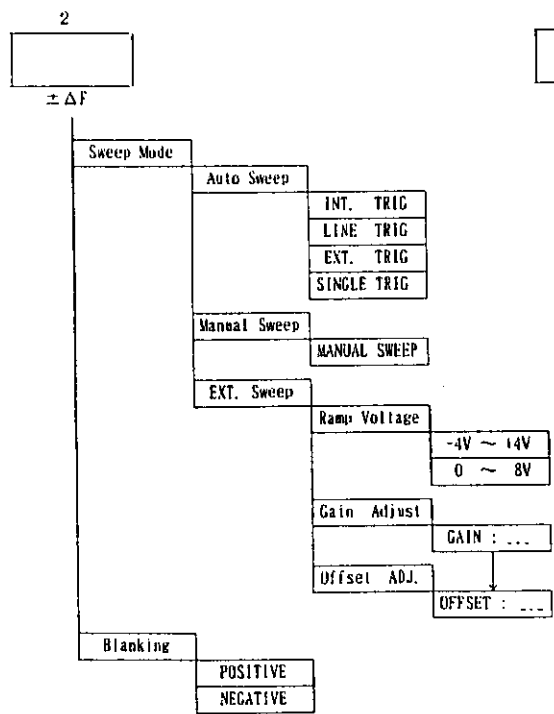 2
± ΔF
Sweep Mode
Auto Sweep
INT. TRIG
LINE TRIG
EXT. TRIG
SINGLE TRIG
Manual Sweep
MANUAL SWEEP
EXT. Sweep
Ramp Voltage
-4V ～ +4V
0 ～ 8V
Gain Adjust
GAIN : ...
Offset ADJ.
OFFSET : ...
Blanking
POSITIVE
NEGATIVE